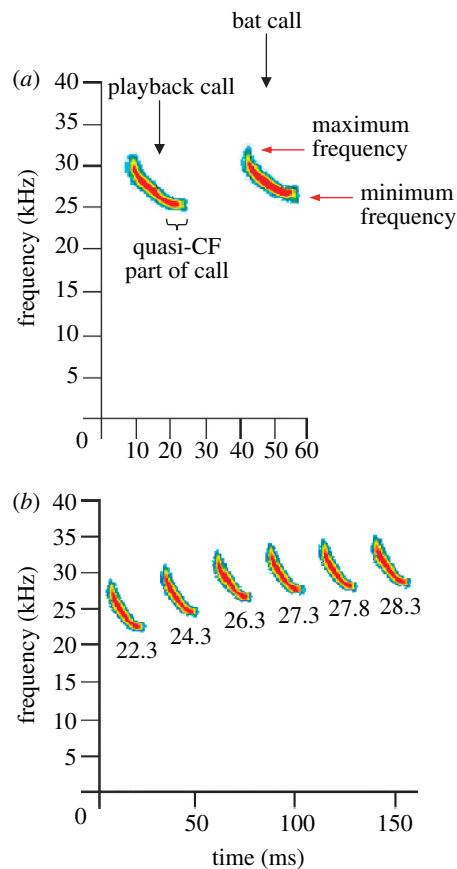 bat call
(a)
playback call
40
35
30
25
20
15
10
5
0
frequency (kHz)
maximum
frequency
minimum
frequency
quasi-CF
part of call
10 20 30 40 50 60
(b)
40
35
30
25
20
15
10
5
0
frequency (kHz)
22.3 24.3 26.3 27.3 27.8 28.3
50 100 150
time (ms)